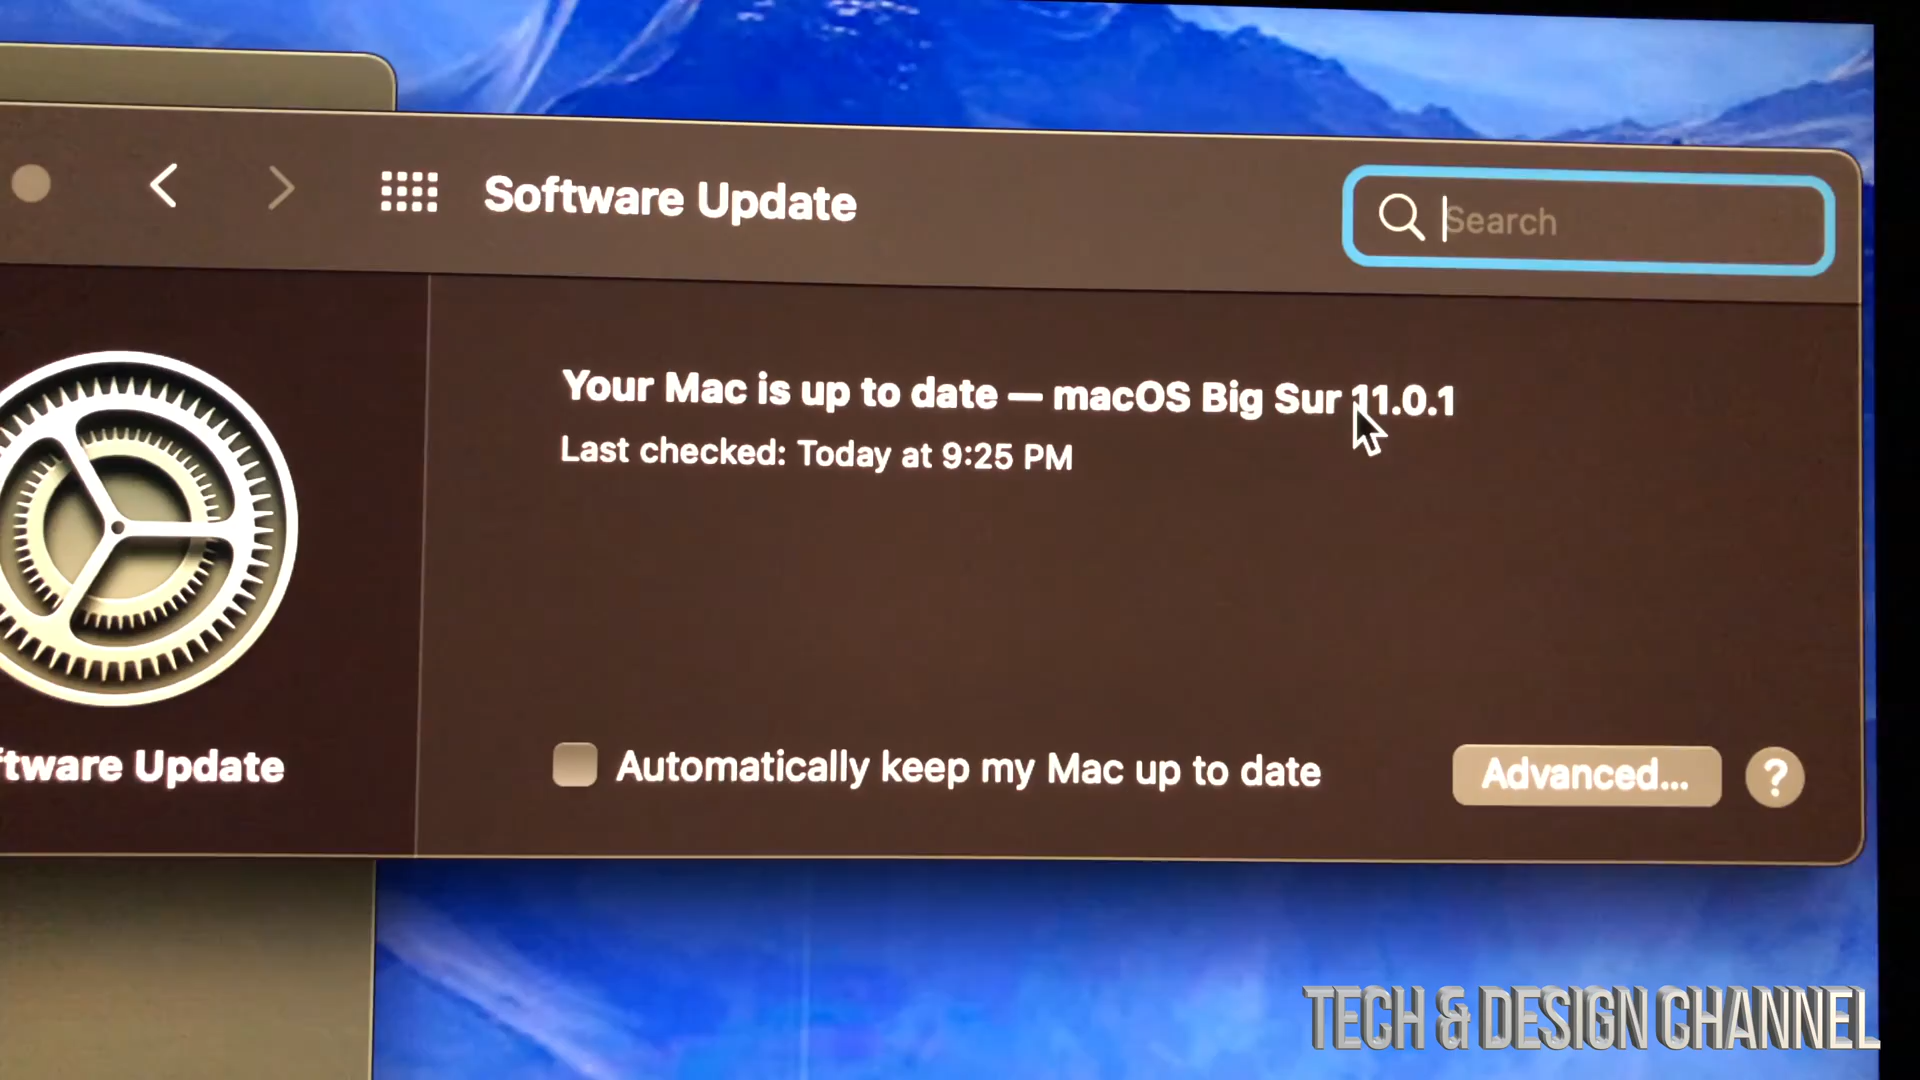 Software Update
Search
Your Mac is up to date — macOS Big Sur 11.0.1
Last checked: Today at 9:25 PM
ftware Update
Automatically keep my Mac up to date
Advanced...
?
TECH & DESIGN CHANNEL